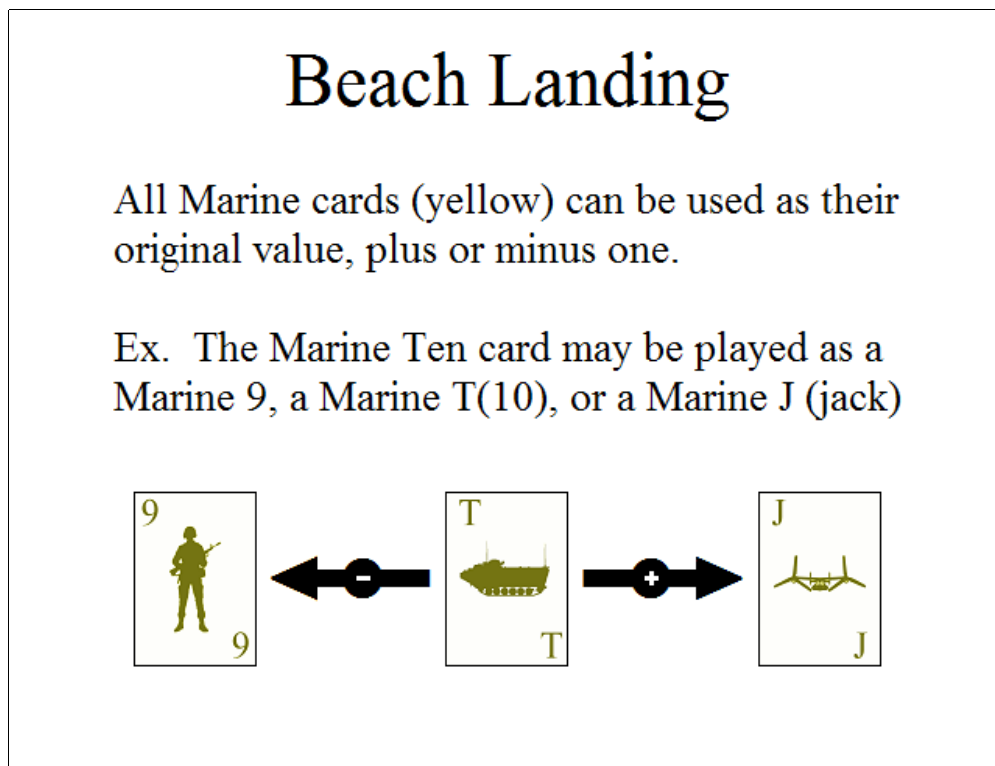 Beach Landing
All Marine cards (yellow) can be used as their
original value, plus or minus one.
Ex.  The Marine Ten card may be played as a
Marine 9, a Marine T(10), or a Marine J (jack)
9
9
-
T
T
+
J
J